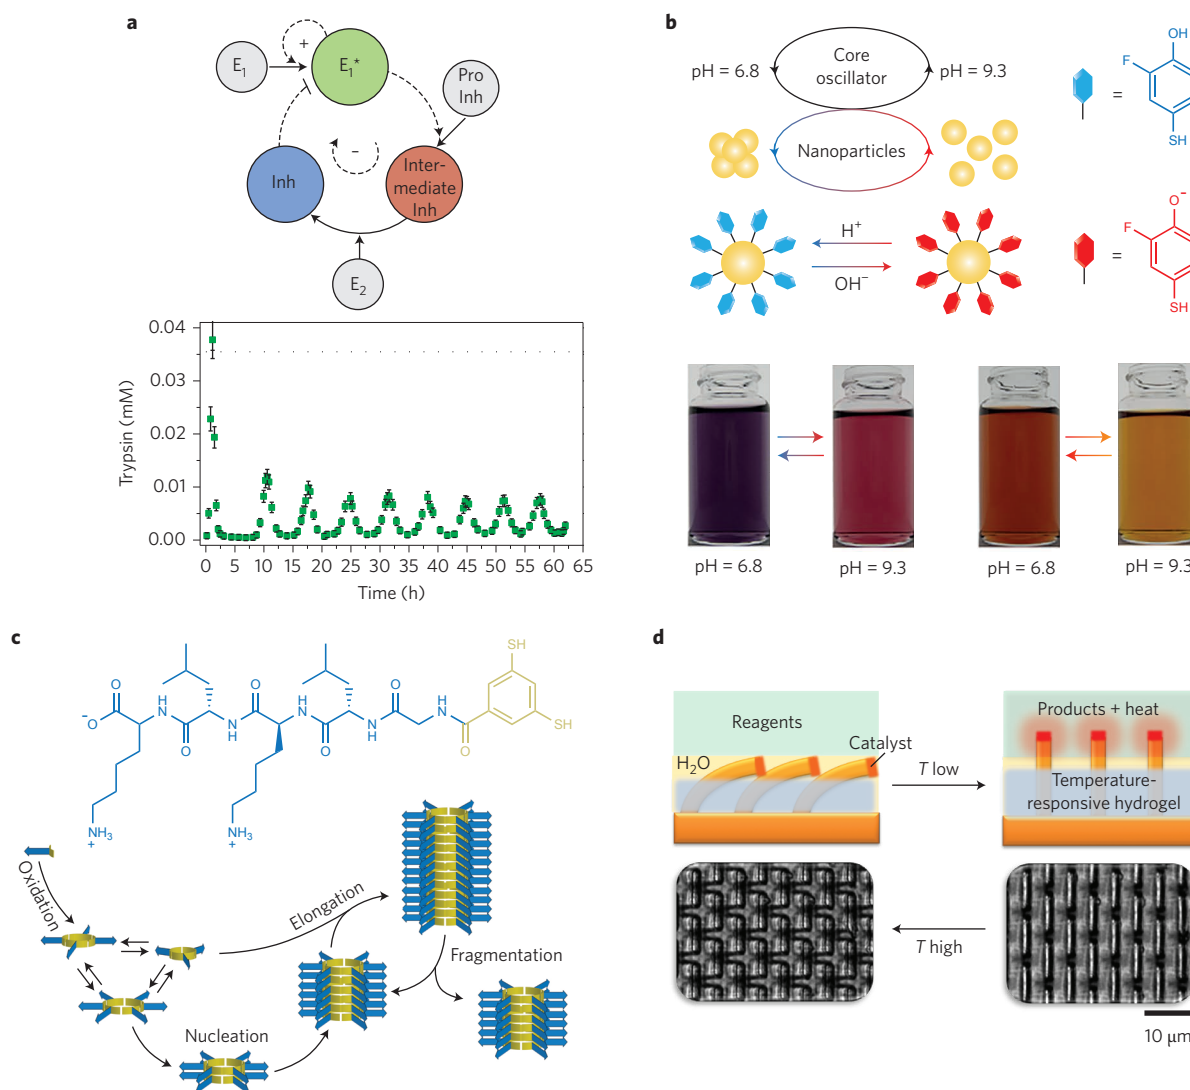 a
E1
+
E1*
Pro
Inh
−
Inh
Inter-
mediate
Inh
E2
0.04
0.03
0.02
0.01
0.00
Trypsin (mM)
0 5 10 15 20 25 30 35 40 45 50 55 60 65
Time (h)
b
pH = 6.8
Core
oscillator
pH = 9.3
Nanoparticles
=
OH
F
SH
H+
OH−
=
O−
F
SH
pH = 6.8
pH = 9.3
pH = 6.8
pH = 9.3
c
SH
O
H
N
O
H
N
O
H
N
−O
N
H
O
N
H
O
N
H
O
SH
NH3
+
NH3
+
Oxidation
Elongation
Fragmentation
Nucleation
d
Reagents
H2O
Catalyst
T low
Products + heat
Temperature-
responsive hydrogel
T high
10 μm